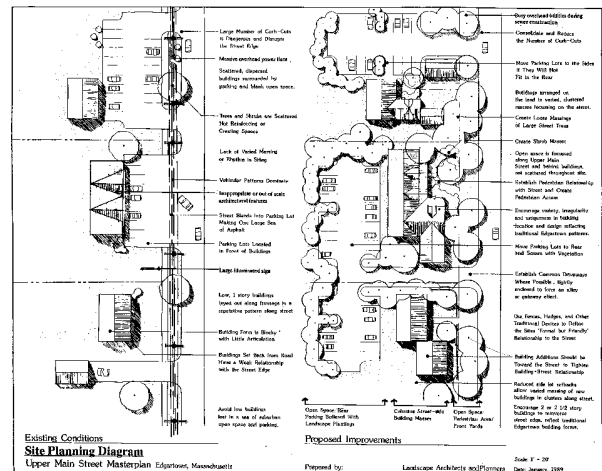 Large Number of Curb-Cuts
is Dangerous and Disrupts
the Street Edge
Massive overhead power lines
Scattered, dispersed
buildings surrounded by
parking and blank open space.
Trees and Shrubs are Scattered
Not Reinforcing or
Creating Spaces
Lack of Varied Massing
or Rhythm in Siting
Vehicular Patterns Dominate
Inappropriate or out of scale
architectural features
Street Blends Into Parking Lot
Making One Large Sea
of Asphalt
Parking Lots Located
in Front of Buildings
Large illuminated sign
Low, 1 story buildings
layed out along frontage in a
repetative pattern along street
Building Form is Blocky
with Little Articulation
Buildings Set Back from Road
Have a Weak Relationship
with the Street Edge
Avoid low buildings
lost in a sea of suburban
open space and parking.
Existing Conditions
Site Planning Diagram
Upper Main Street Masterplan Edgartown, Massachusetts
Bury overhead utilities during
sewer construction
Consolidate and Reduce
the Number of Curb-Cuts
Move Parking Lots to the Sides
if They Will Not
Fit in the Rear
Buildings arranged on
the land in varied, clustered
masses focussing on the street.
Create Loose Massings
of Large Street Trees
Create Shrub Masses
Open space is focussed
along Upper Main
Street and behind buildings,
not scattered throughout site.
Establish Pedestrian Relationship
with Street and Create
Pedestrian Access
Encourage variety, irregularity
and uniqueness in building
location and design reflecting
traditional Edgartown patterns.
Move Parking Lots to Rear
and Screen with Vegetation
Establish Common Driveways
Where Possible, tightly
enclosed to form an alley
or gateway effect.
Use Fences, Hedges, and Other
Traditional Devices to Define
the Sites 'Formal but Friendly'
Relationship to the Street
Building Additions Should be
Toward the Street to Tighten
Building-Street Relationship
Reduced side lot setbacks
allow varied massing of new
buildings in clusters along street.
Encourage 2 or 2 1/2 story
buildings to reinforce
street edge, reflect traditional
Edgartown building forms.
Open Space Rear
Parking Buffered With
Landscape Plantings
Cohesive Street-side
Building Masses
Open Space
Pedestrian Area/
Front Yards
Proposed Improvements
Prepared by:
Landscape Architects and Planners
Scale 1" = 20'
Date: January, 1989